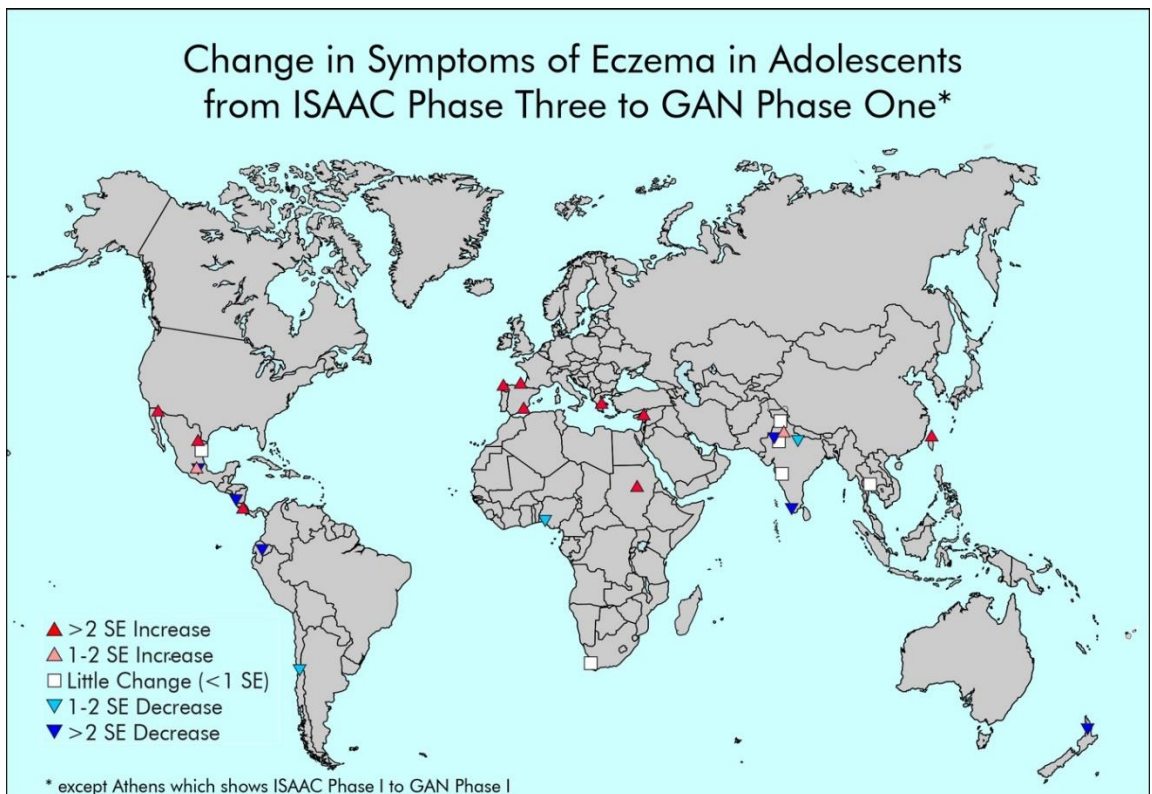 Change in Symptoms of Eczema in Adolescents
from ISAAC Phase Three to GAN Phase One*
>2 SE Increase
1-2 SE Increase
Little Change (<1 SE)
1-2 SE Decrease
>2 SE Decrease
* except Athens which shows ISAAC Phase I to GAN Phase I